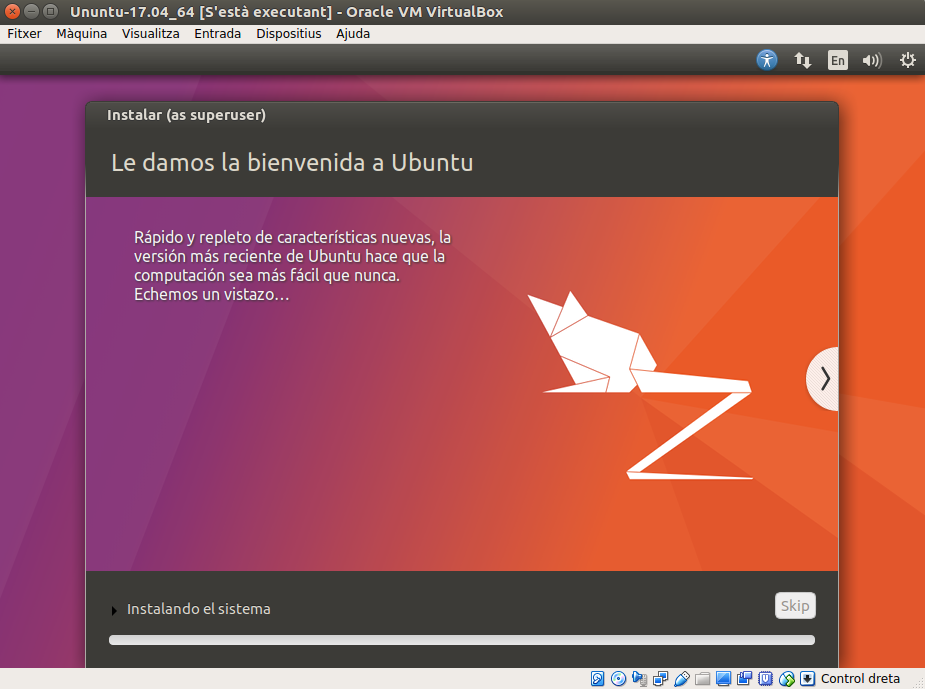 Ununtu-17.04_64 [S'està executant] - Oracle VM VirtualBox
Fitxer Màquina Visualitza Entrada Dispositius Ajuda
En
Instalar (as superuser)
Le damos la bienvenida a Ubuntu
Rápido y repleto de características nuevas, la
versión más reciente de Ubuntu hace que la
computación sea más fácil que nunca.
Echemos un vistazo…
Instalando el sistema
Skip
Control dreta